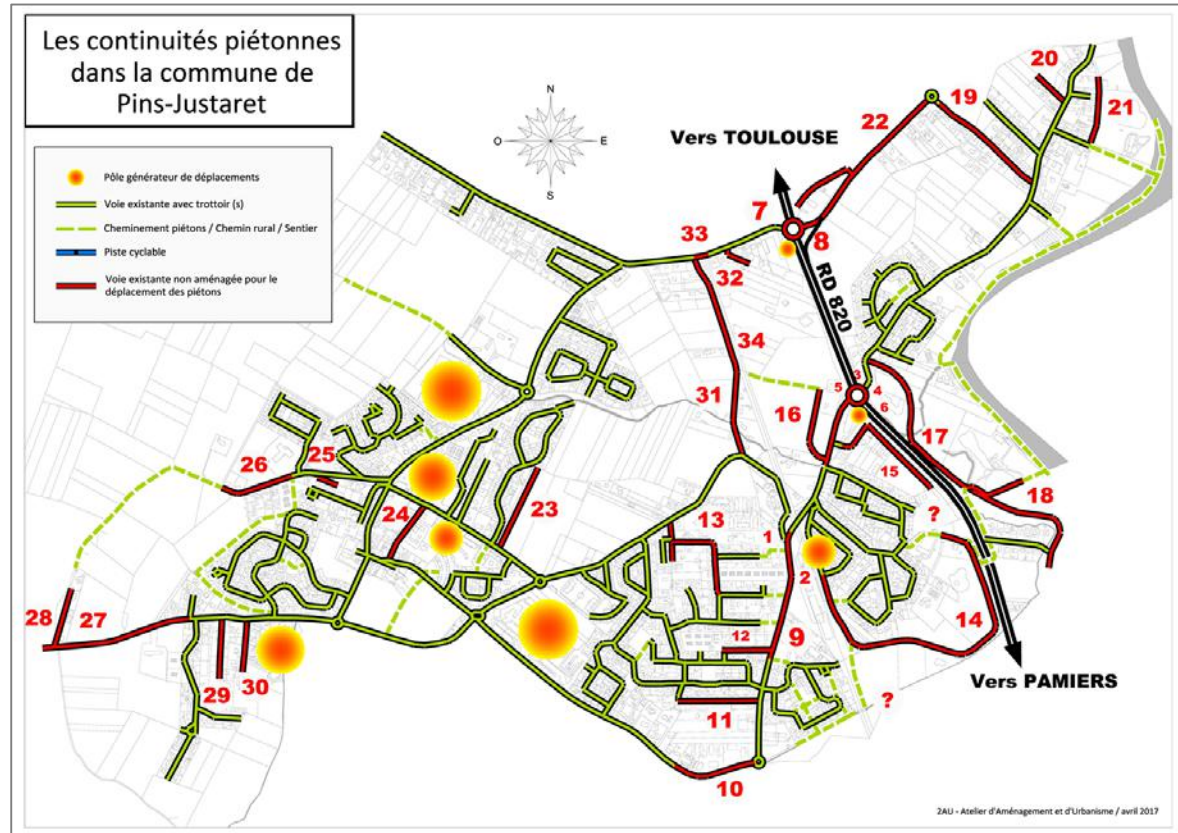 Les continuités piétonnes
dans la commune de
Pins-Justaret
Pôle générateur de déplacements
Voie existante avec trottoir (s)
Cheminement piétons / Chemin rural / Sentier
Piste cyclable
Voie existante non aménagée pour le
déplacement des piétons
N
O
E
S
Vers TOULOUSE
20
19
21
22
7
8
33
32
RD 820
34
31
3
5
4
6
16
17
15
18
?
26
25
24
23
13
1
2
14
28
27
12
9
29
30
11
?
10
Vers PAMIERS
2AU - Atelier d'Aménagement et d'Urbanisme / avril 2017